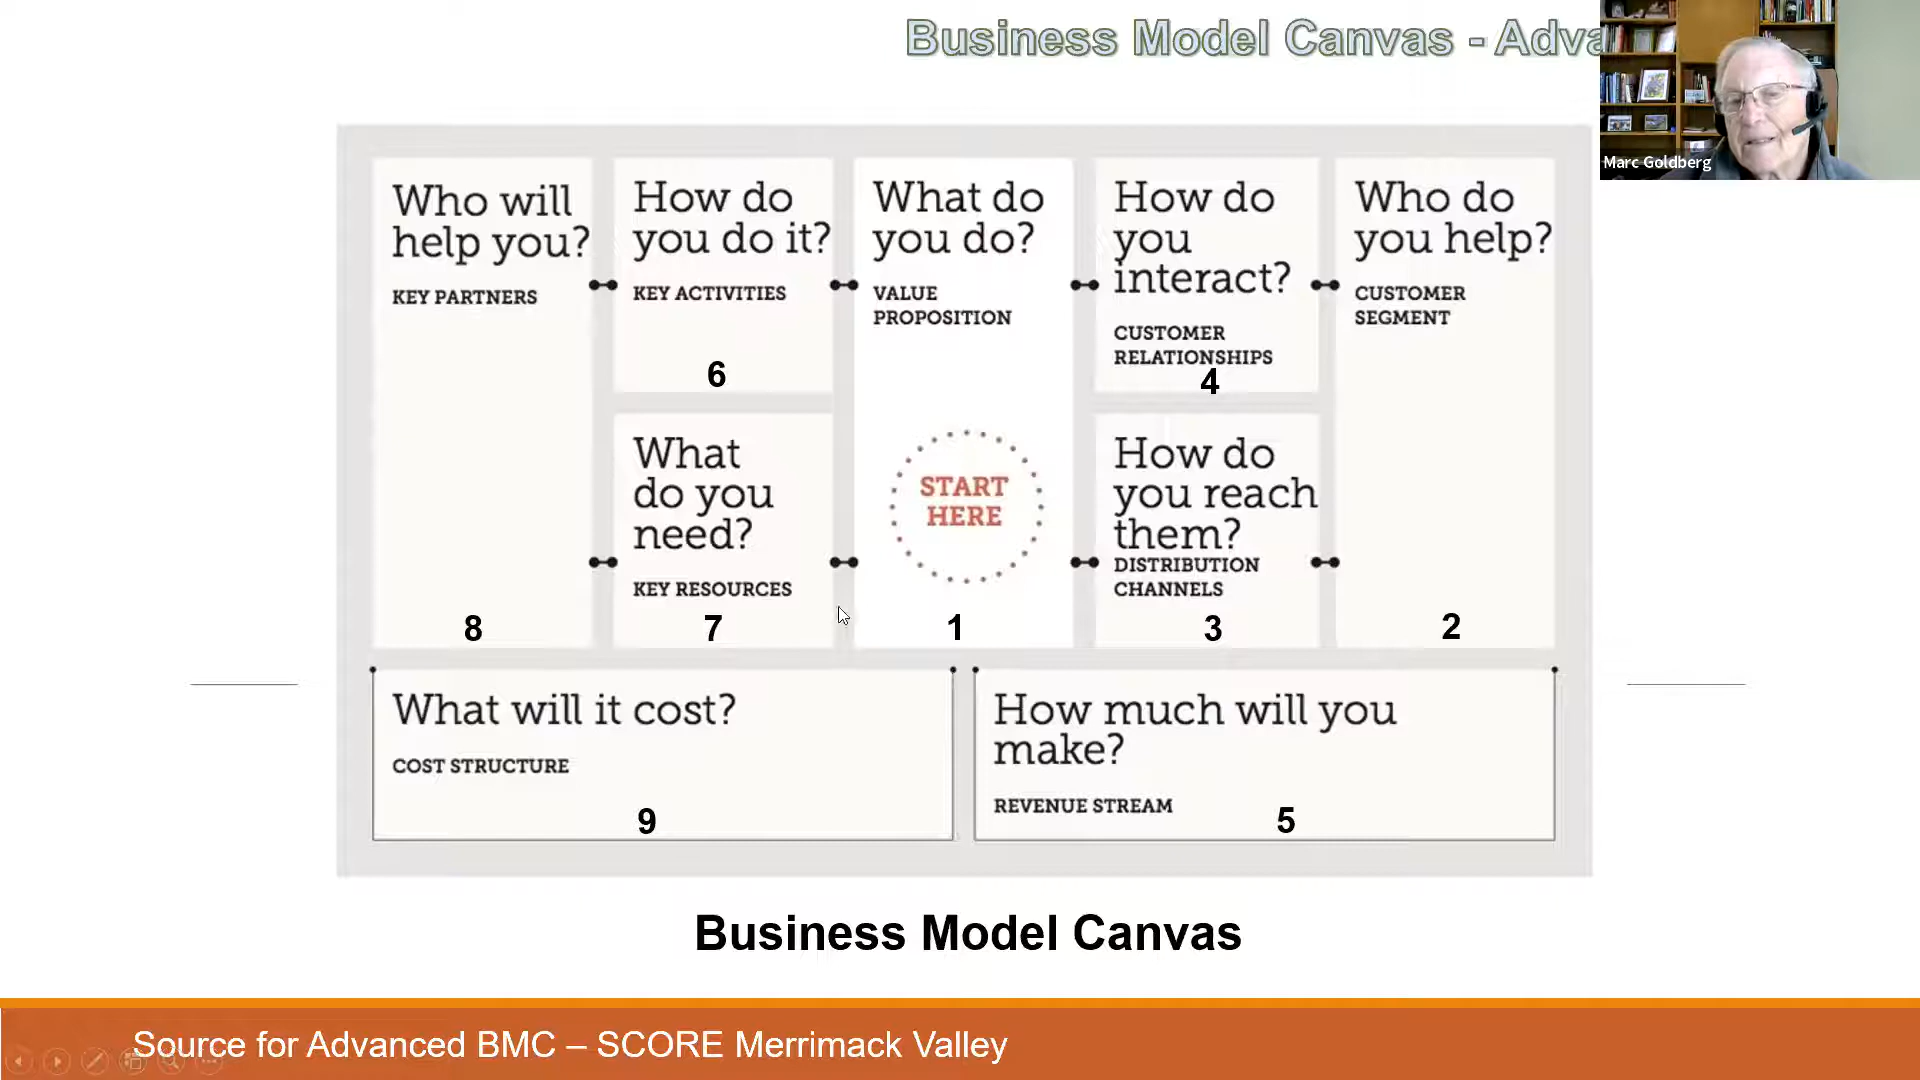 Business Model Canvas - Adva
Marc Goldberg
Who will
help you?
KEY PARTNERS
8
How do
you do it?
KEY ACTIVITIES
6
What
do you
need?
KEY RESOURCES
7
What do
you do?
VALUE
PROPOSITION
START
HERE
1
How do
you
interact?
CUSTOMER
RELATIONSHIPS
4
How do
you reach
them?
DISTRIBUTION
CHANNELS
3
Who do
you help?
CUSTOMER
SEGMENT
2
What will it cost?
COST STRUCTURE
9
How much will you
make?
REVENUE STREAM
5
Business Model Canvas
Source for Advanced BMC – SCORE Merrimack Valley